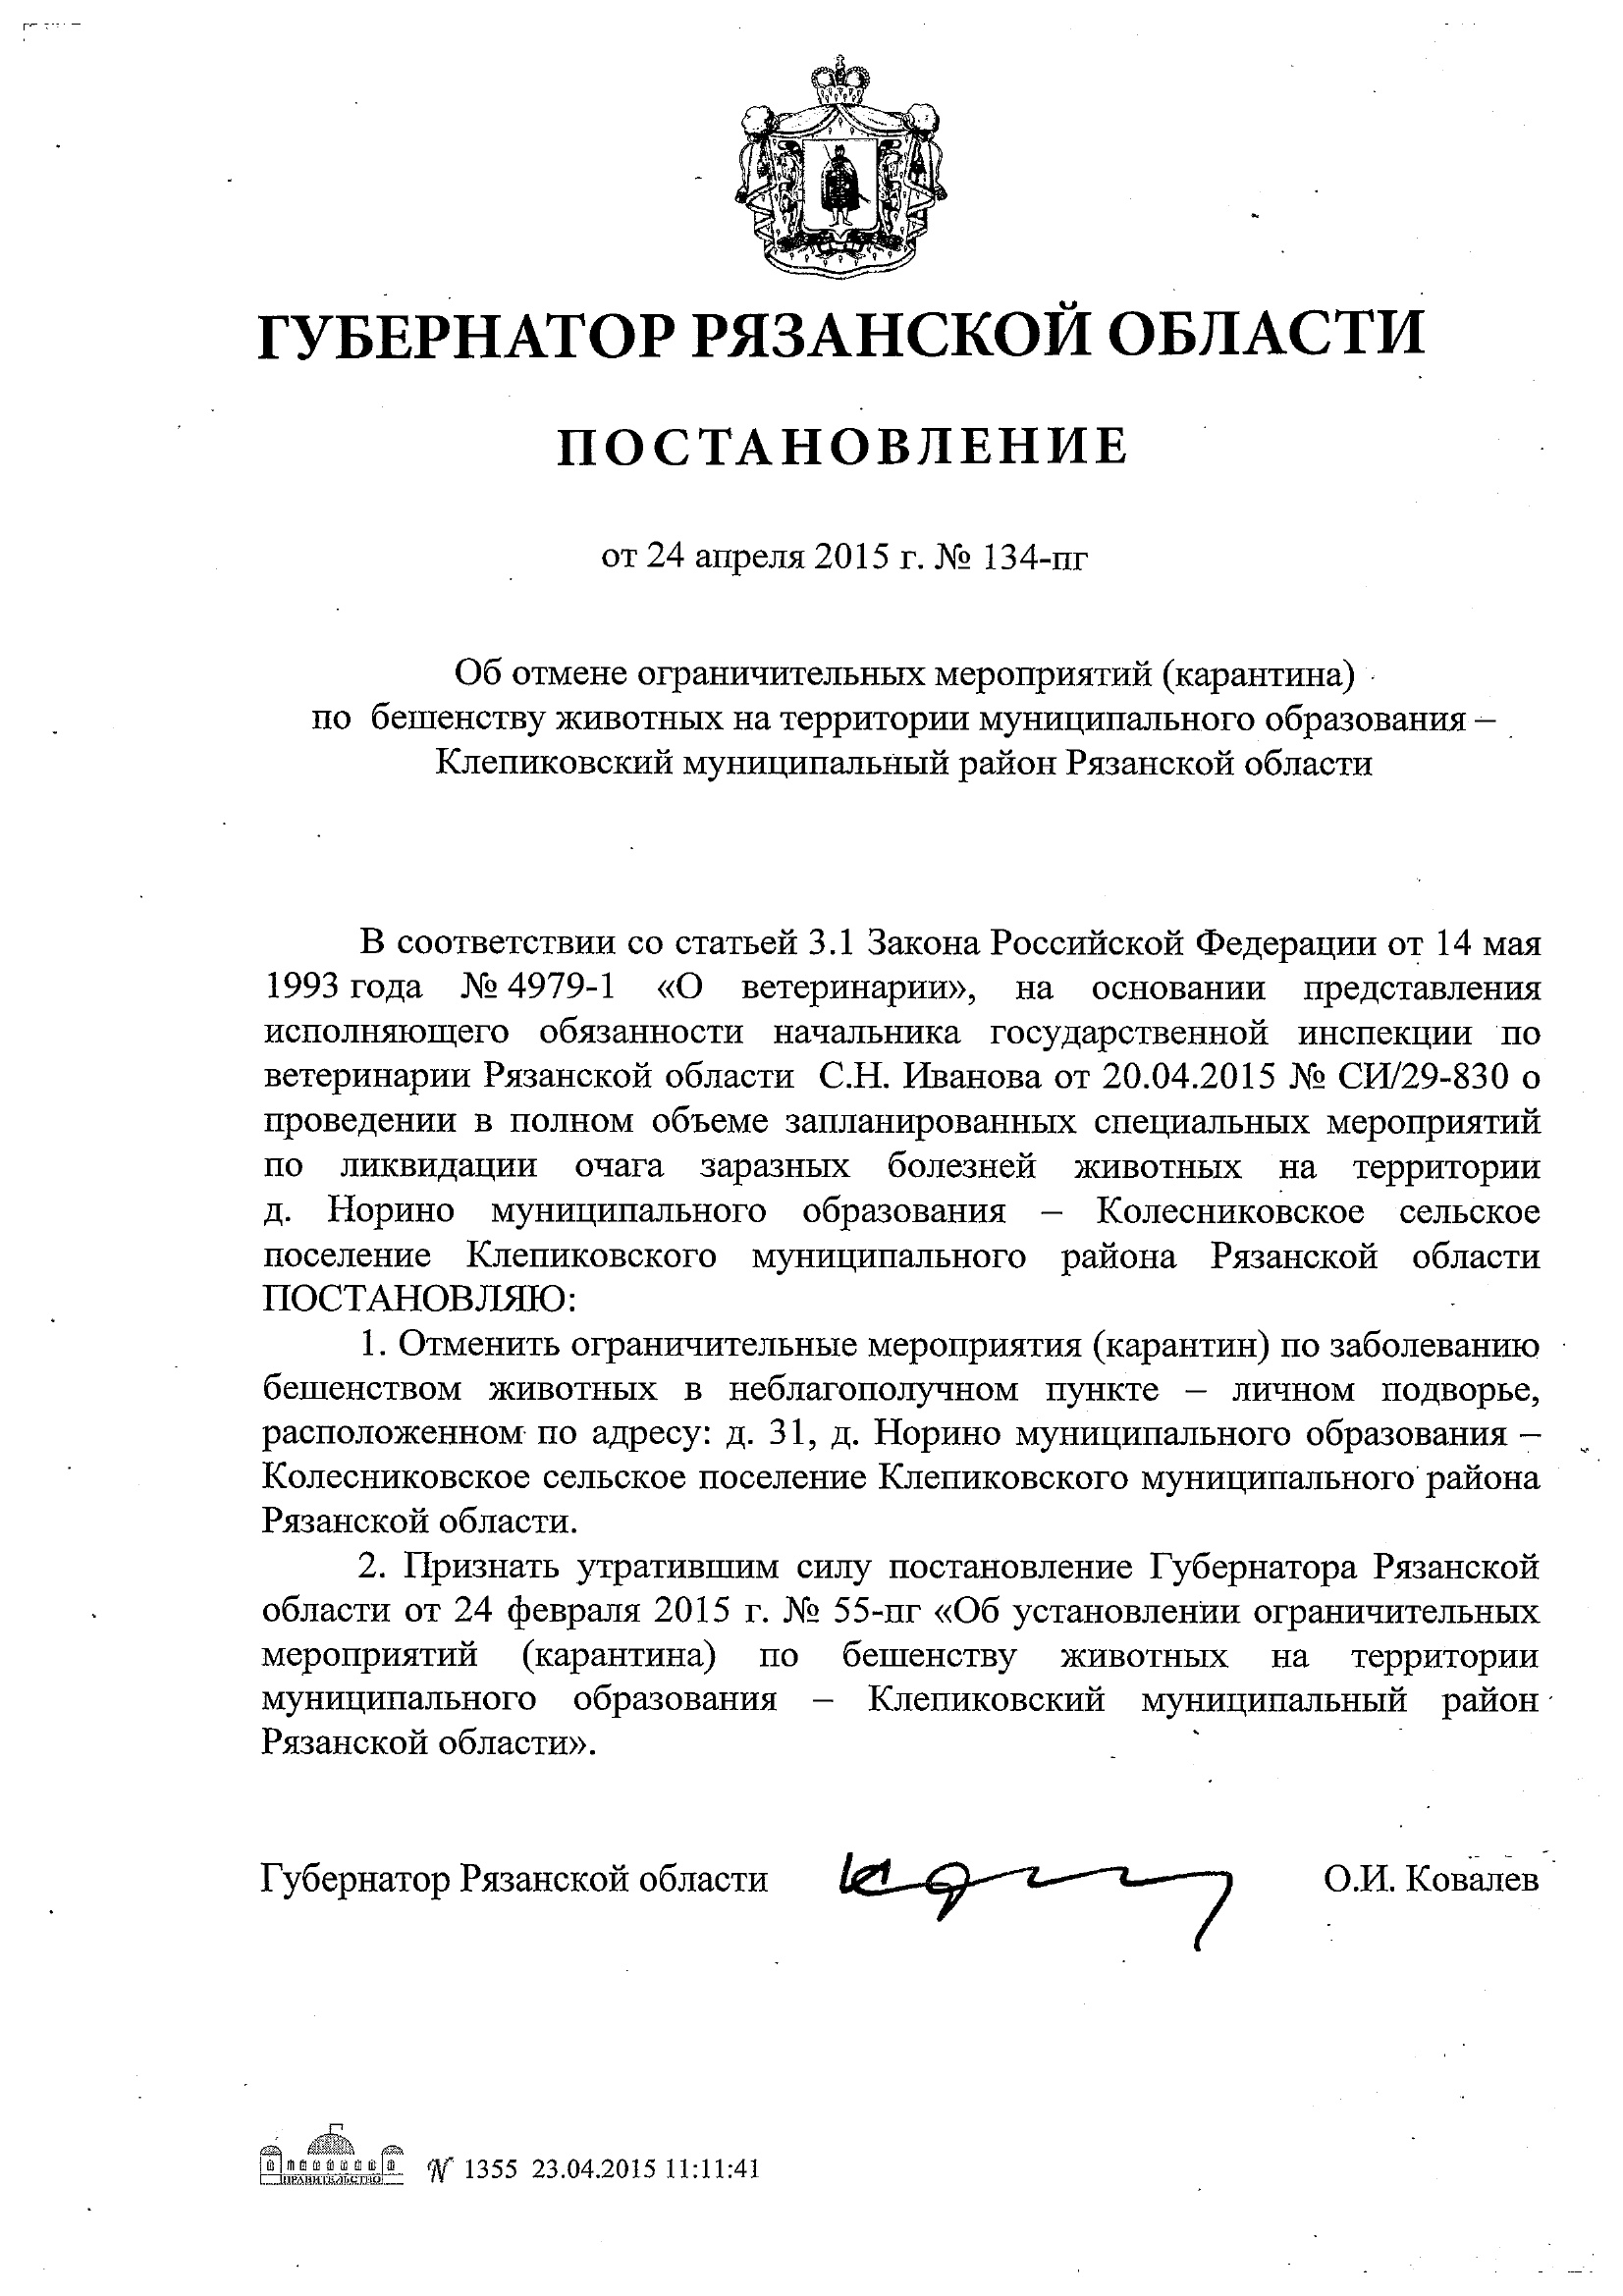 ГУБЕРНАТОР РЯЗАНСКОЙ ОБЛАСТИ
ПОСТАНОВЛЕНИЕ
от 24 апреля 2015 г. № 134-пг
Об отмене ограничительных мероприятий (карантина)
по бешенству животных на территории муниципального образования –
Клепиковский муниципальный район Рязанской области
В соответствии со статьей 3.1 Закона Российской Федерации от 14 мая
1993 года № 4979-1 «О ветеринарии», на основании представления
исполняющего обязанности начальника государственной инспекции по
ветеринарии Рязанской области С.Н. Иванова от 20.04.2015 № СИ/29-830 о
проведении в полном объеме запланированных специальных мероприятий
по ликвидации очага заразных болезней животных на территории
д. Норино муниципального образования – Колесниковское сельское
поселение Клепиковского муниципального района Рязанской области
ПОСТАНОВЛЯЮ:
1. Отменить ограничительные мероприятия (карантин) по заболеванию
бешенством животных в неблагополучном пункте – личном подворье,
расположенном по адресу: д. 31, д. Норино муниципального образования –
Колесниковское сельское поселение Клепиковского муниципального района
Рязанской области.
2. Признать утратившим силу постановление Губернатора Рязанской
области от 24 февраля 2015 г. № 55-пг «Об установлении ограничительных
мероприятий (карантина) по бешенству животных на территории
муниципального образования – Клепиковский муниципальный район
Рязанской области».
Губернатор Рязанской области О.И. Ковалев
ПРАВИТЕЛЬСТВО N 1355 23.04.2015 11:11:41